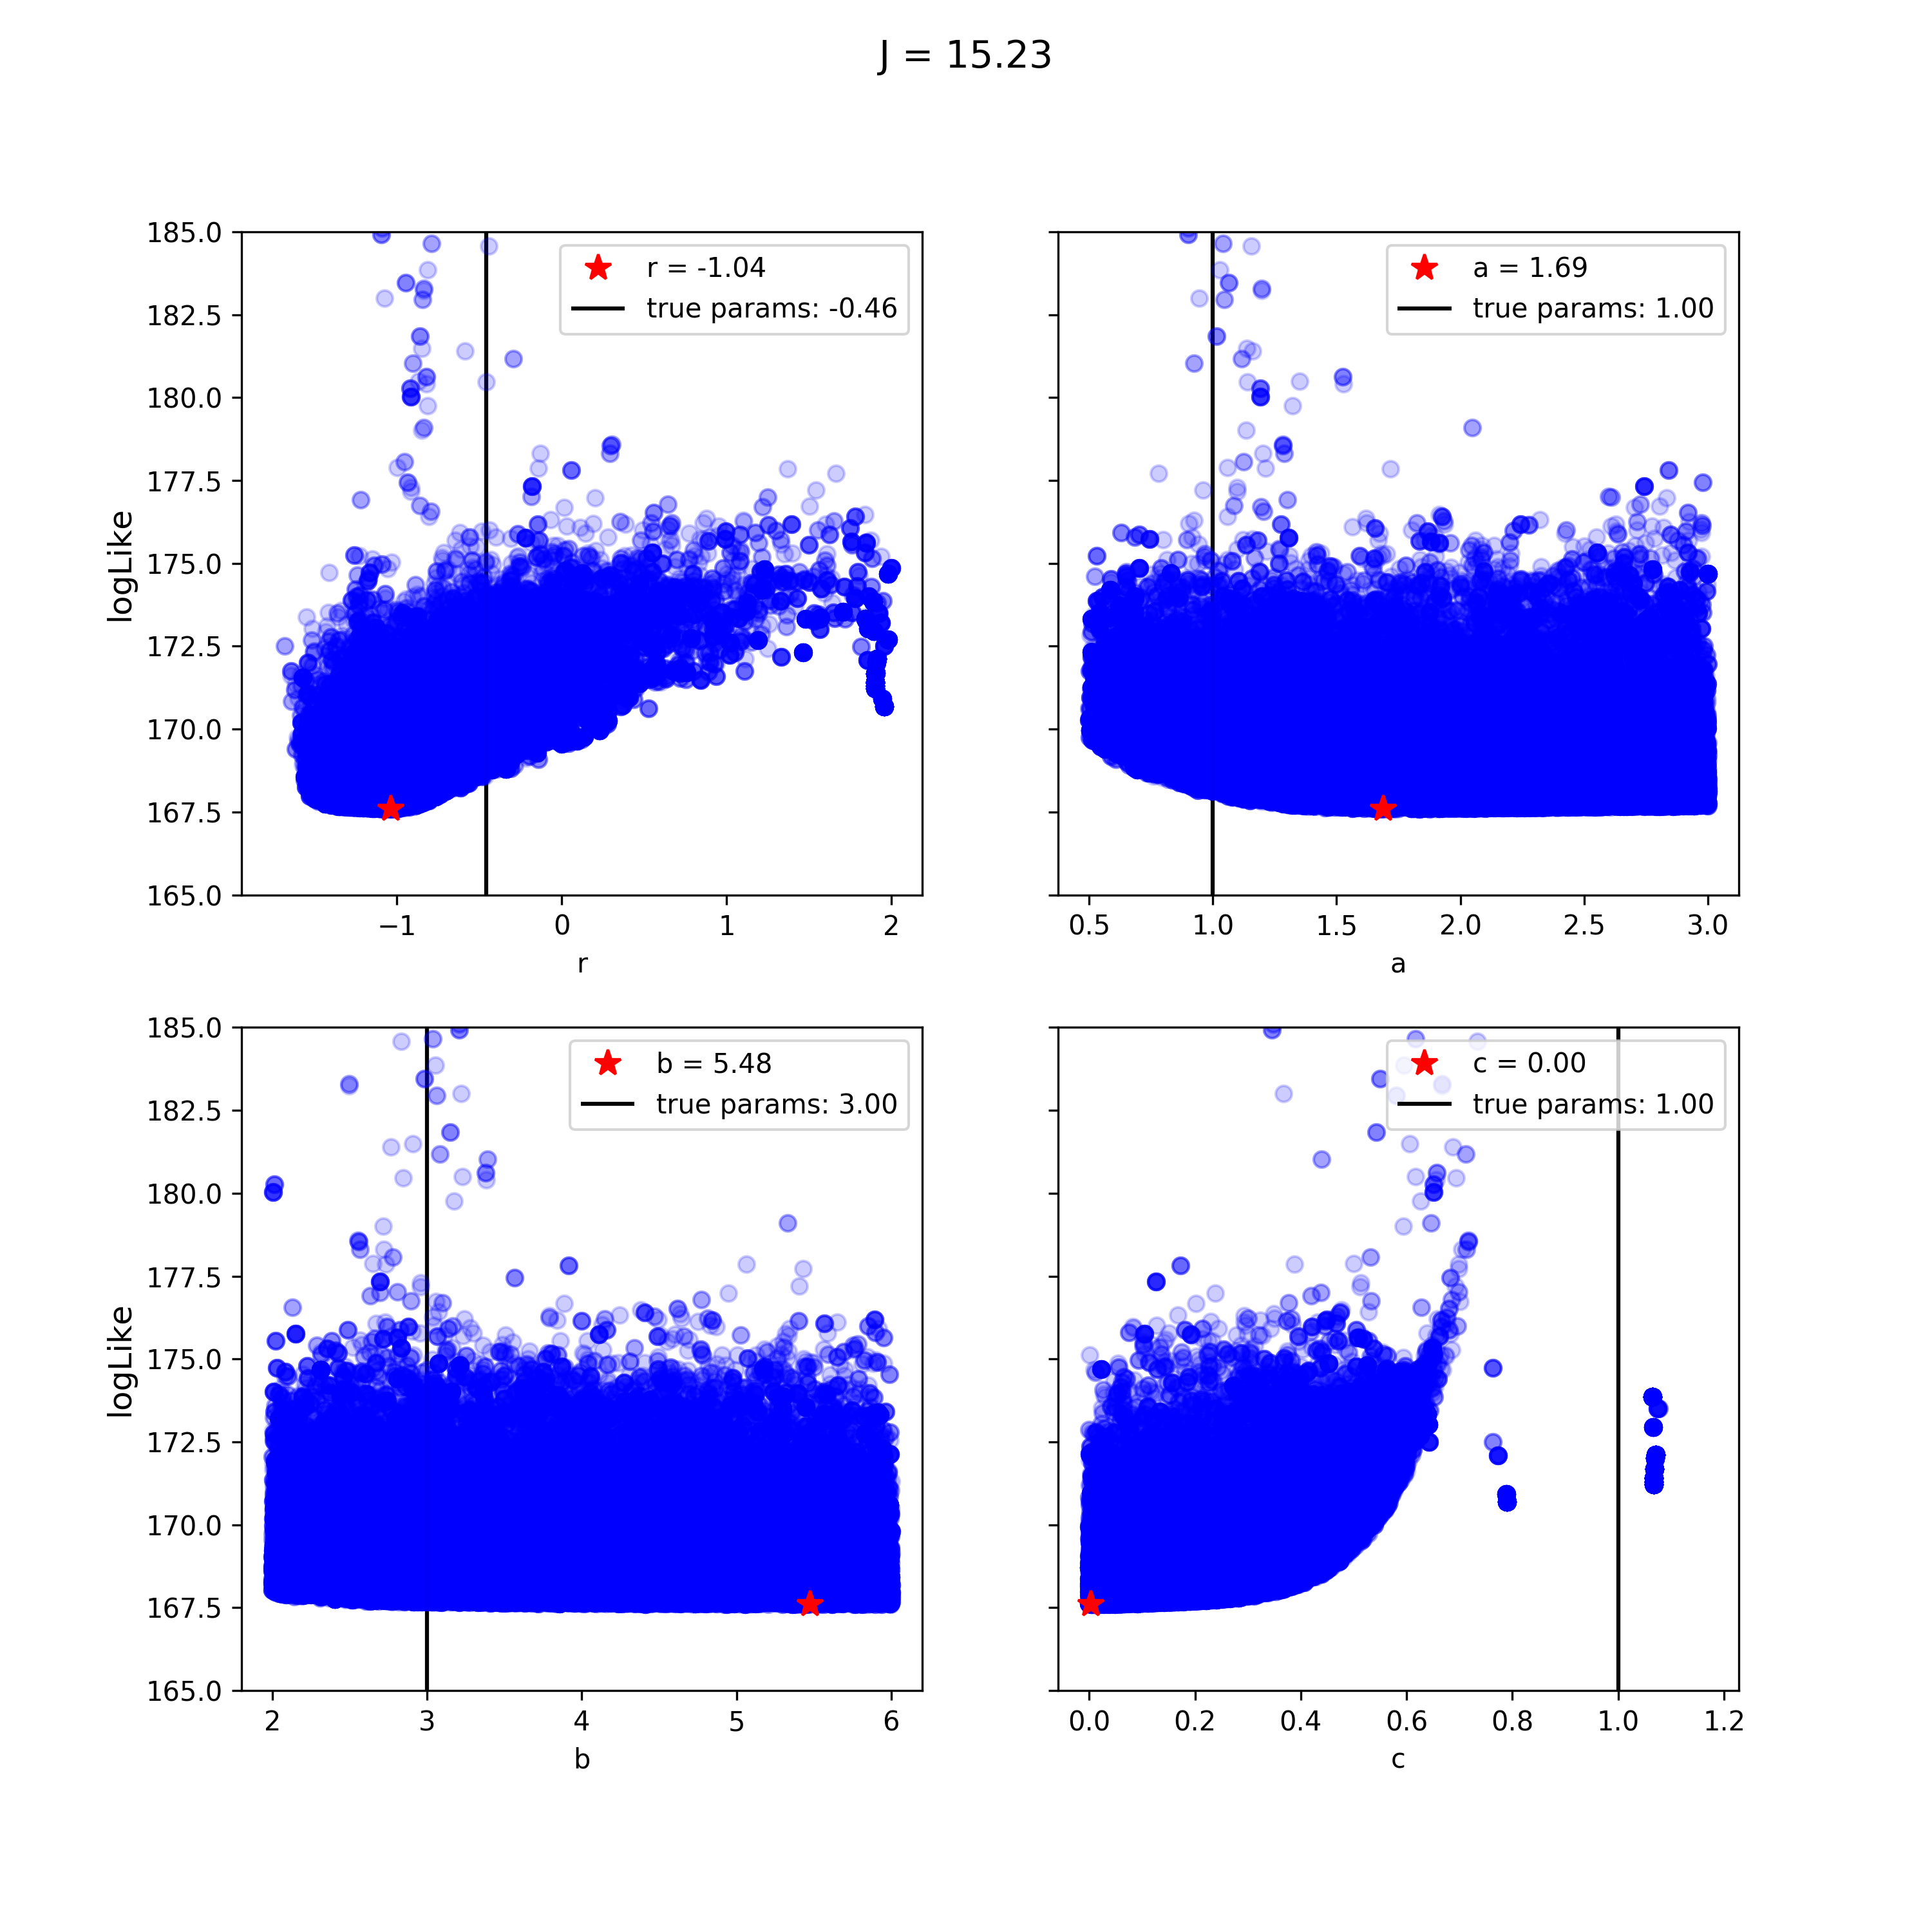 J = 15.23
185.0
182.5
180.0
177.5
175.0
172.5
170.0
167.5
165.0
logLike
r = -1.04
true params: -0.46
−1 0 1 2
r
a = 1.69
true params: 1.00
0.5 1.0 1.5 2.0 2.5 3.0
a
185.0
182.5
180.0
177.5
175.0
172.5
170.0
167.5
165.0
logLike
b = 5.48
true params: 3.00
2 3 4 5 6
b
c = 0.00
true params: 1.00
0.0 0.2 0.4 0.6 0.8 1.0 1.2
c